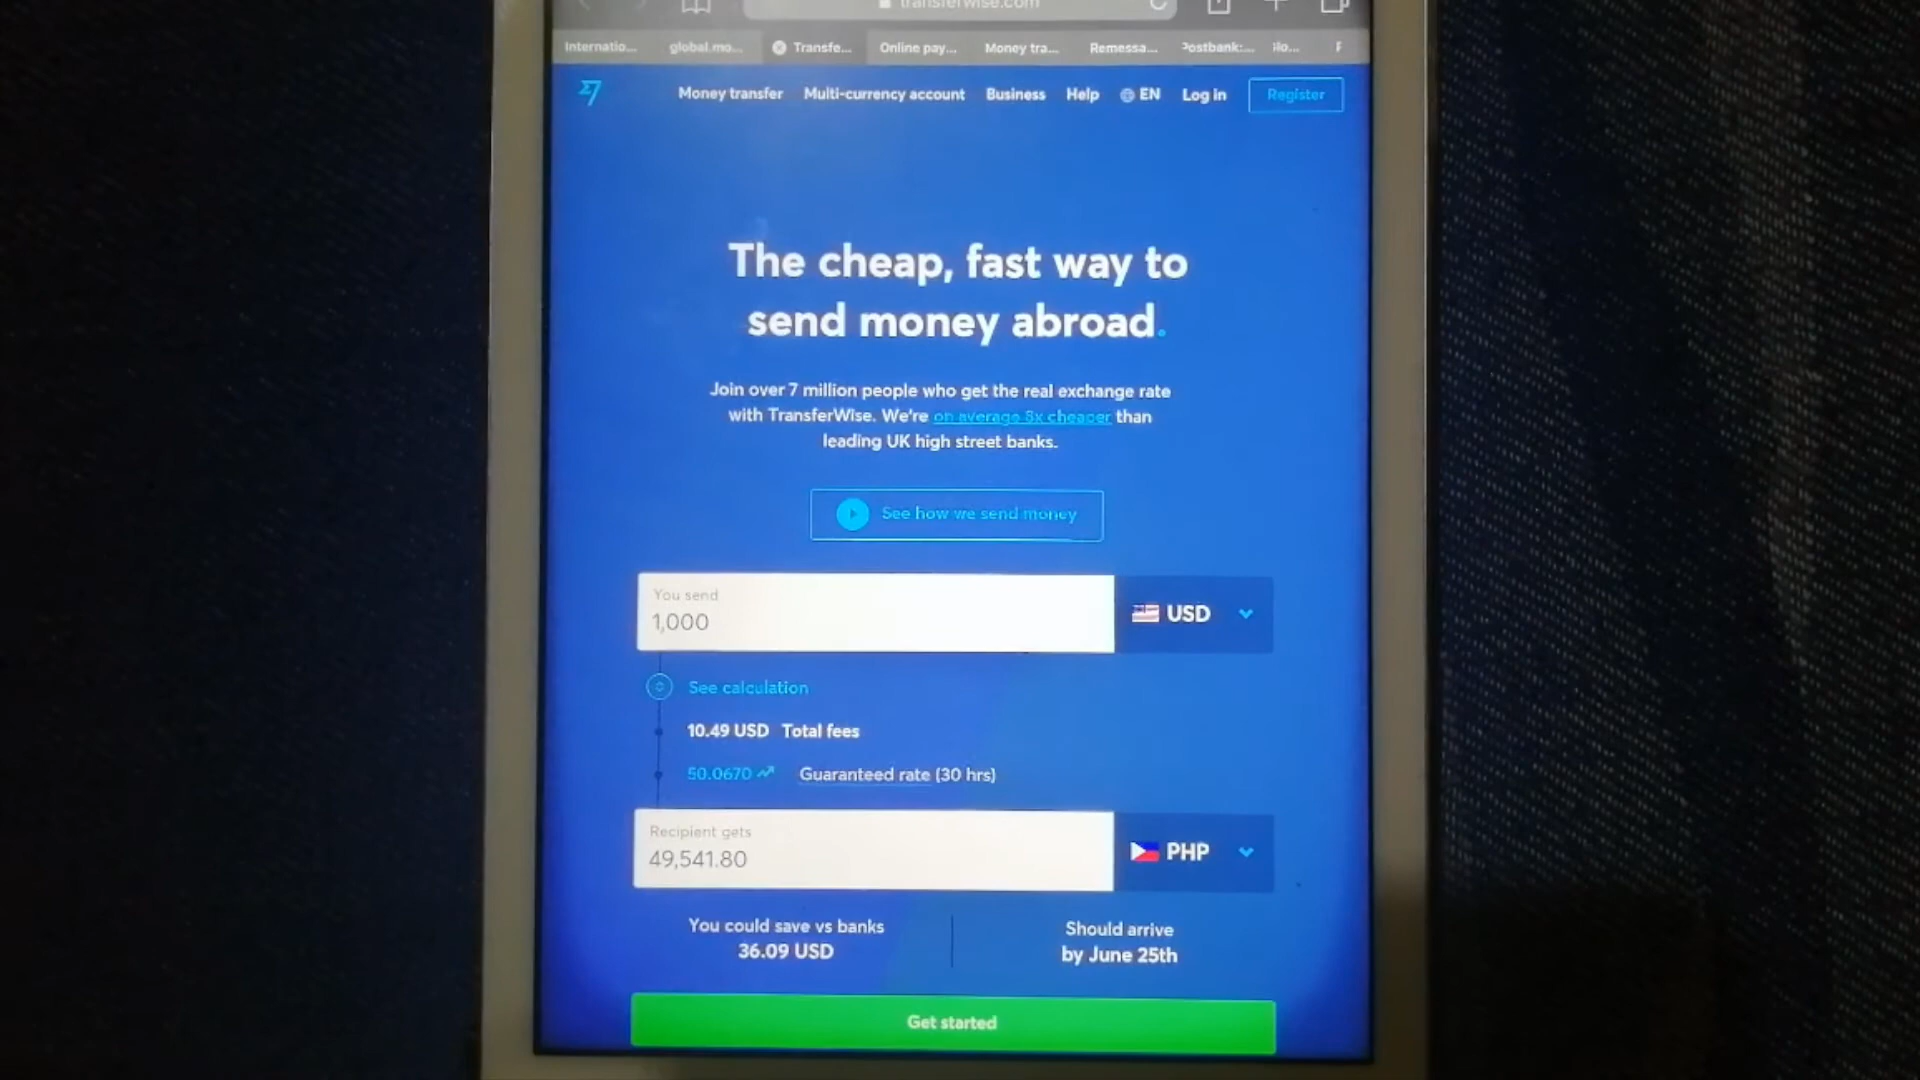 transferwise.com
Internatio... global.mo... Transfe... Online pay... Money tra... Remessa... Postbank:...
Money transfer Multi-currency account Business Help EN Log in Register
The cheap, fast way to
send money abroad.
Join over 7 million people who get the real exchange rate
with TransferWise. We're on average 8x cheaper than
leading UK high street banks.
See how we send money
You send
1,000
USD
See calculation
10.49 USD Total fees
50.0670 Guaranteed rate (30 hrs)
Recipient gets
49,541.80
PHP
You could save vs banks
36.09 USD
Should arrive
by June 25th
Get started